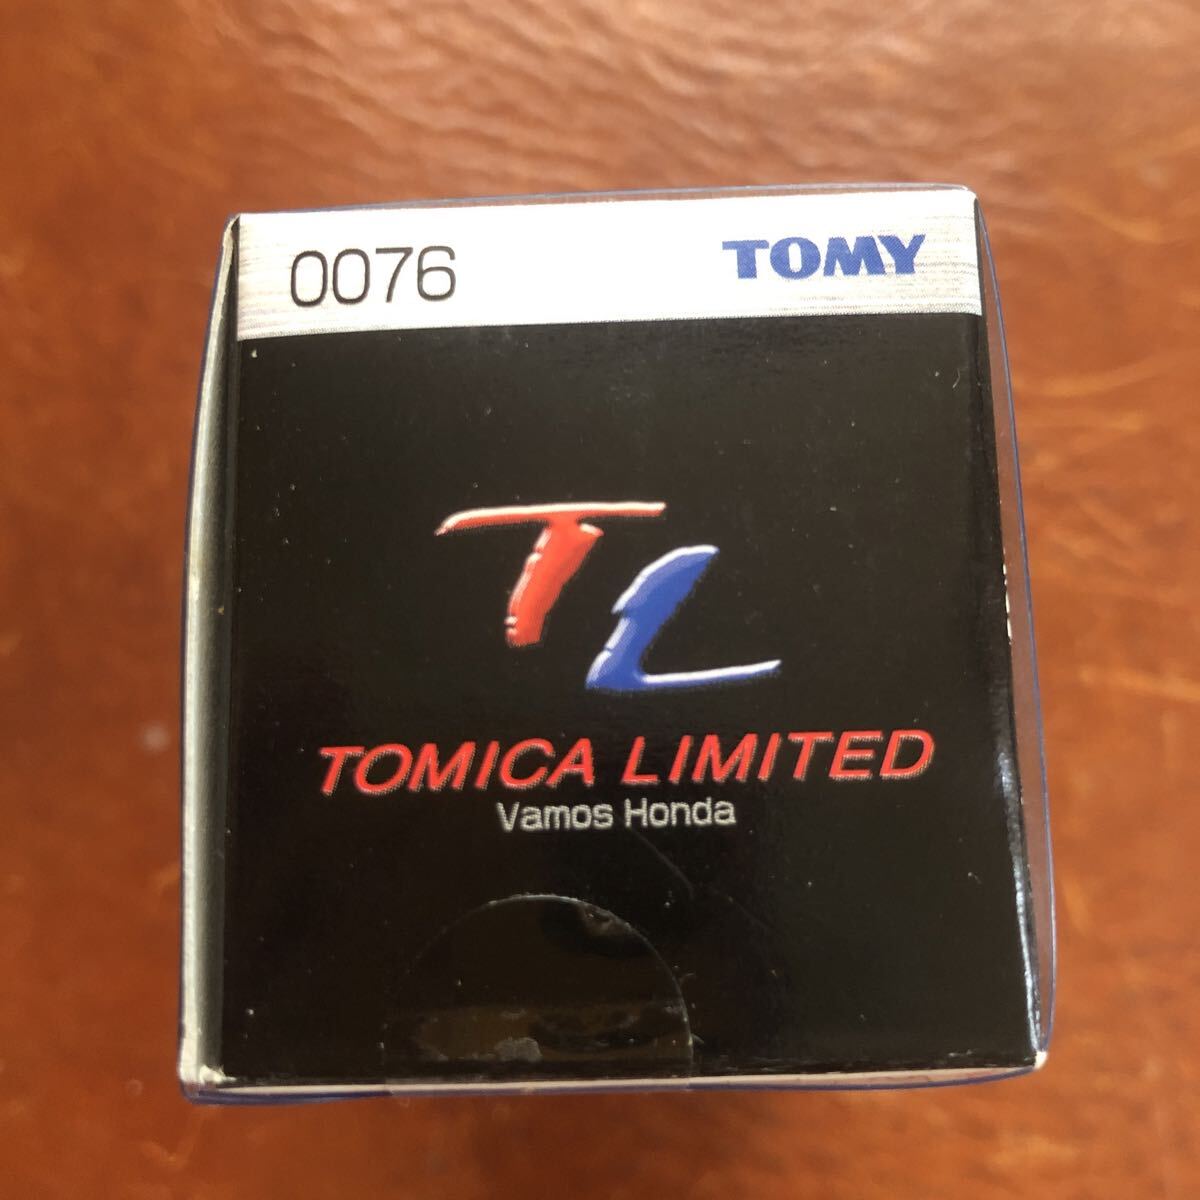 0076 TOMY
TL
TOMICA LIMITED
Vamos Honda